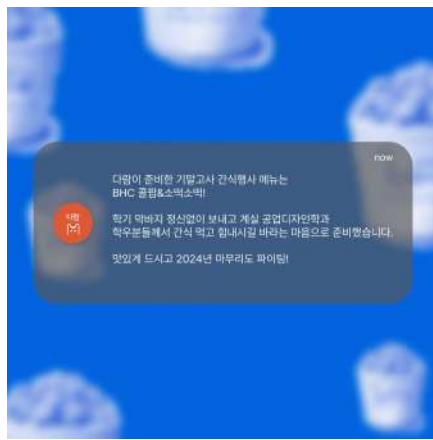 now
다람이 준비한 기말고사 간식행사 메뉴는
BHC 콜팝&소떡소떡!
다람
학기 막바지 정신없이 보내고 계실 공업디자인학과
학우분들께서 간식 먹고 힘내시길 바라는 마음으로 준비했습니다.
맛있게 드시고 2024년 마무리도 파이팅!